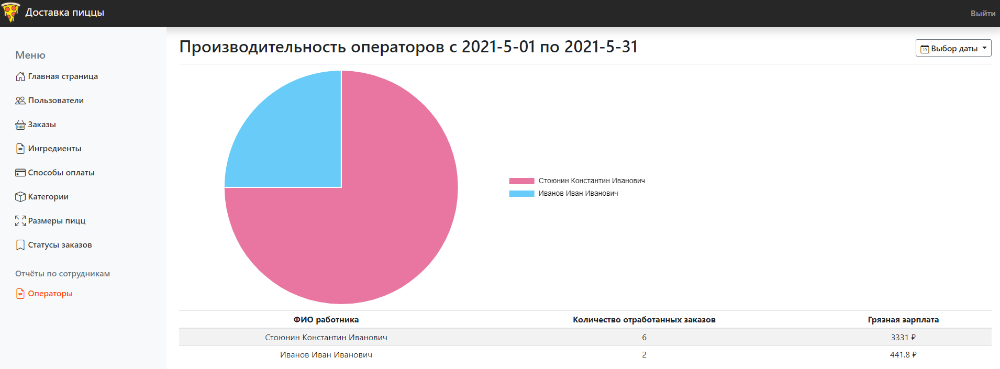 Доставка пиццы
Выйти
Меню
Главная страница
Пользователи
Заказы
Ингредиенты
Способы оплаты
Категории
Размеры пицц
Статусы заказов
Отчёты по сотрудникам
Операторы
Производительность операторов с 2021-5-01 по 2021-5-31
19 Выбор даты
Стоюнин Константин Иванович
Иванов Иван Иванович
ФИО работника Количество отработанных заказов Грязная зарплата
Стоюнин Константин Иванович 6 3331 ₽
Иванов Иван Иванович 2 441.8 ₽